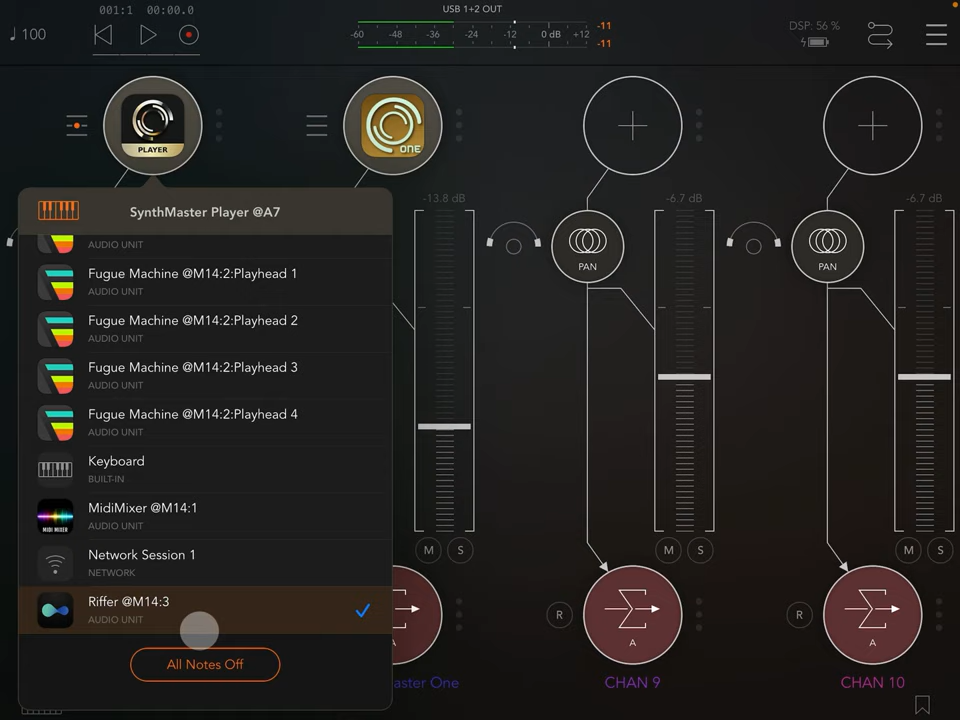 001:1 00:00.0
♩ 100
USB 1+2 OUT
-60 -48 -36 -24 -12 0 dB +12
-11
-11
DSP: 56 %
PLAYER
ONE
SynthMaster Player @A7
AUDIO UNIT
Fugue Machine @M14:2:Playhead 1
AUDIO UNIT
Fugue Machine @M14:2:Playhead 2
AUDIO UNIT
Fugue Machine @M14:2:Playhead 3
AUDIO UNIT
Fugue Machine @M14:2:Playhead 4
AUDIO UNIT
Keyboard
BUILT-IN
MIDI MIXER
MidiMixer @M14:1
AUDIO UNIT
Network Session 1
NETWORK
Riffer @M14:3
AUDIO UNIT
All Notes Off
-13.8 dB
-6.7 dB
-6.7 dB
PAN
PAN
M S
M S
M S
R
R
A
A
A
aster One
CHAN 9
CHAN 10